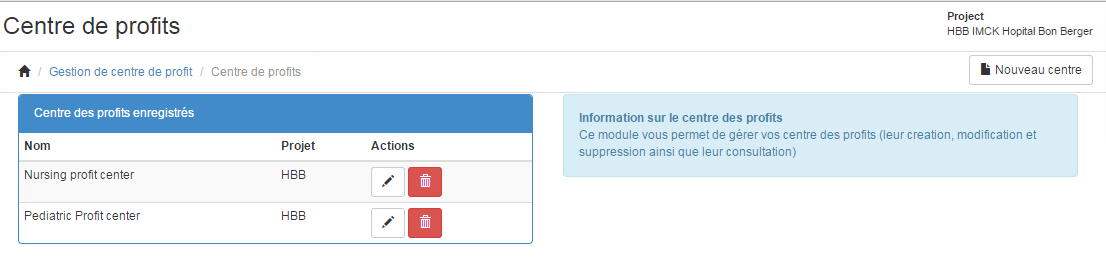 Centre de profits
Project
HBB IMCK Hopital Bon Berger
/ Gestion de centre de profit / Centre de profits
Nouveau centre
Centre des profits enregistrés
Nom Projet Actions
Nursing profit center HBB
Pediatric Profit center HBB
Information sur le centre des profits
Ce module vous permet de gérer vos centre des profits (leur creation, modification et
suppression ainsi que leur consultation)